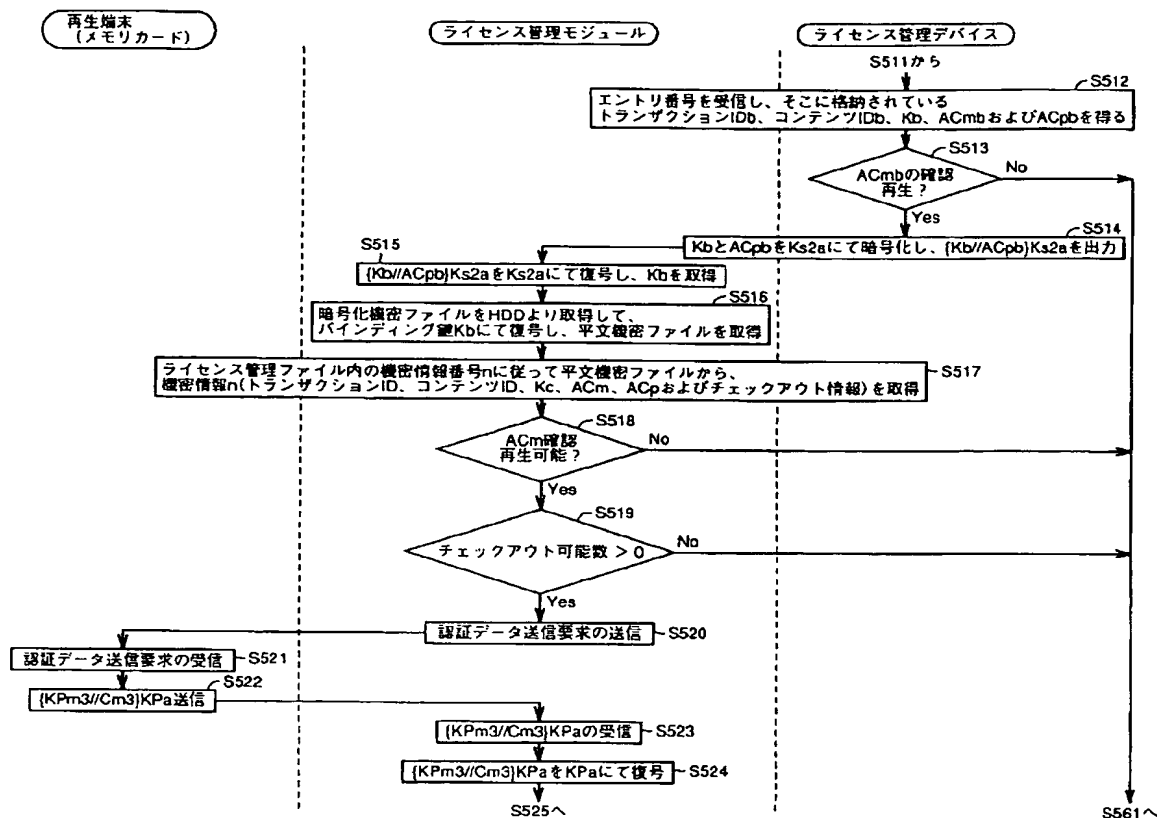 再生端末
(メモリカード)
ライセンス管理モジュール
ライセンス管理デバイス
S511から
S512
エントリ番号を受信し、そこに格納されている
トランザクションIDb、コンテンツIDb、Kb、ACmbおよびACpbを得る
S513
ACmbの確認
再生?
No
Yes
S514
KbとACpbをKs2aにて暗号化し、{Kb//ACpb}Ks2aを出力
S515
{Kb//ACpb}Ks2aをKs2aにて復号し、Kbを取得
S516
暗号化機密ファイルをHDDより取得して、
バインディング鍵Kbにて復号し、平文機密ファイルを取得
ライセンス管理ファイル内の機密情報番号nに従って平文機密ファイルから、
機密情報n(トランザクションID、コンテンツID、Kc、ACm、ACpおよびチェックアウト情報)を取得
S517
S518
ACm確認
再生可能?
No
Yes
S519
チェックアウト可能数 > 0
No
Yes
認証データ送信要求の送信
S520
認証データ送信要求の受信
S521
S522
{KPm3//Cm3}KPa送信
{KPm3//Cm3}KPaの受信
S523
{KPm3//Cm3}KPaをKPaにて復号
S524
S525へ
S561へ